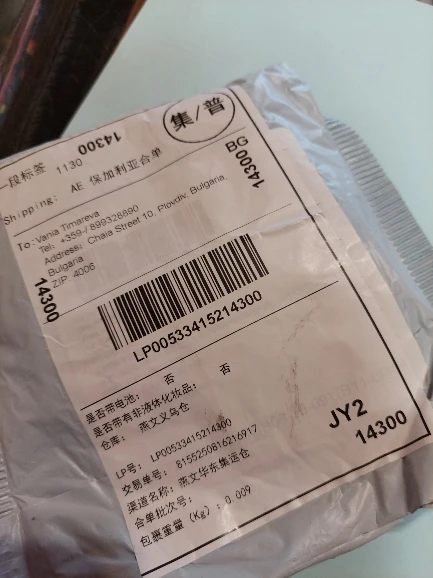 集/普
14300
一段标签 1130
Shipping: AE 保加利亚合单
BG
14300
To: Vania Timareva
Tel: +359-/899328890
Address: Chaia Street 10, Plovdiv, Bulgaria,
Bulgaria
ZIP: 4006
14300
LP00533415214300
是否带电池： 否
是否带有非液体化妆品： 否
仓库： 燕文义乌仓
JY2
14300
LP号： LP00533415214300
交易单号： 8155250816216917
渠道名称：燕文华东集运仓
合单批次号：
包裹重量（Kg）：0.009